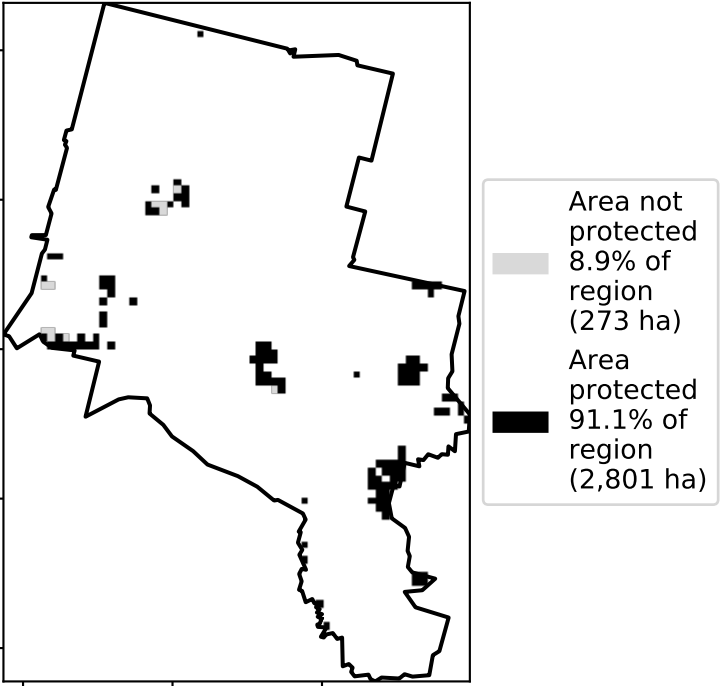 Area not
protected
8.9% of
region
(273 ha)
Area
protected
91.1% of
region
(2,801 ha)